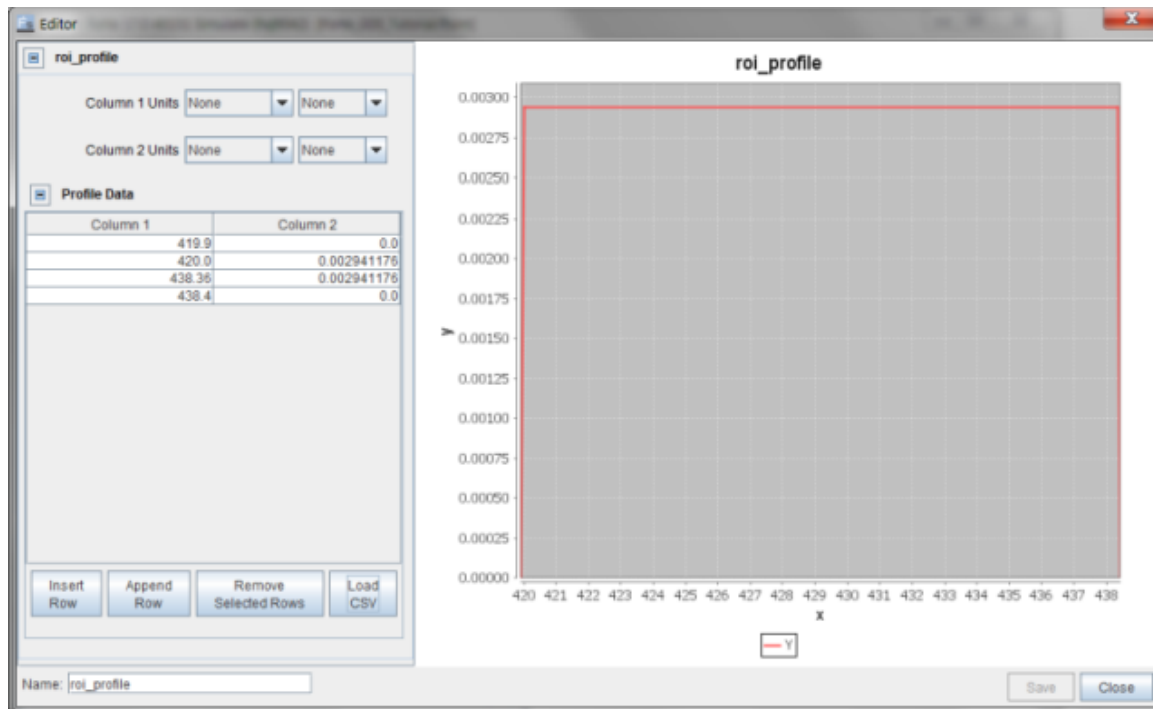 Editor
roi_profile
Column 1 Units None None
Column 2 Units None None
Profile Data
Column 1 Column 2
419.9 0.0
420.0 0.002941176
438.36 0.002941176
438.4 0.0
Insert Row
Append Row
Remove Selected Rows
Load CSV
roi_profile
0.00300
0.00275
0.00250
0.00225
0.00200
0.00175
0.00150
0.00125
0.00100
0.00075
0.00050
0.00025
0.00000
y
420 421 422 423 424 425 426 427 428 429 430 431 432 433 434 435 436 437 438
x
Y
Name: roi_profile
Save Close